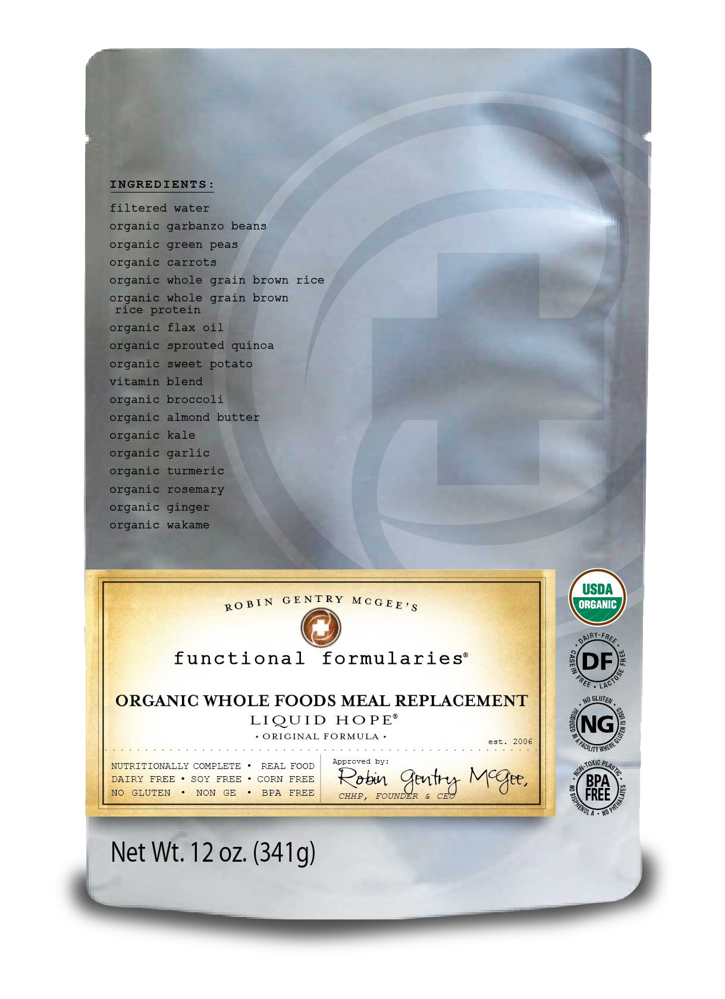 INGREDIENTS:
filtered water
organic garbanzo beans
organic green peas
organic carrots
organic whole grain brown rice
organic whole grain brown
rice protein
organic flax oil
organic sprouted quinoa
organic sweet potato
vitamin blend
organic broccoli
organic almond butter
organic kale
organic garlic
organic turmeric
organic rosemary
organic ginger
organic wakame
ROBIN GENTRY MCGEE'S
functional formularies®
ORGANIC WHOLE FOODS MEAL REPLACEMENT
LIQUID HOPE®
• ORIGINAL FORMULA •
est. 2006
NUTRITIONALLY COMPLETE • REAL FOOD
DAIRY FREE • SOY FREE • CORN FREE
NO GLUTEN • NON GE • BPA FREE
Approved by:
Robin Gentry McGee,
CHHP, FOUNDER & CEO
USDA
ORGANIC
• DAIRY-FREE •
DF
CASEIN FREE • LACTOSE FREE
• NO GLUTEN •
NG
PRODUCED IN A FACILITY WHERE GLUTEN IS USED
• NON-TOXIC PLASTIC •
BPA
FREE
NO BISPHENOL A • NO PHTHALATES
Net Wt. 12 oz. (341g)